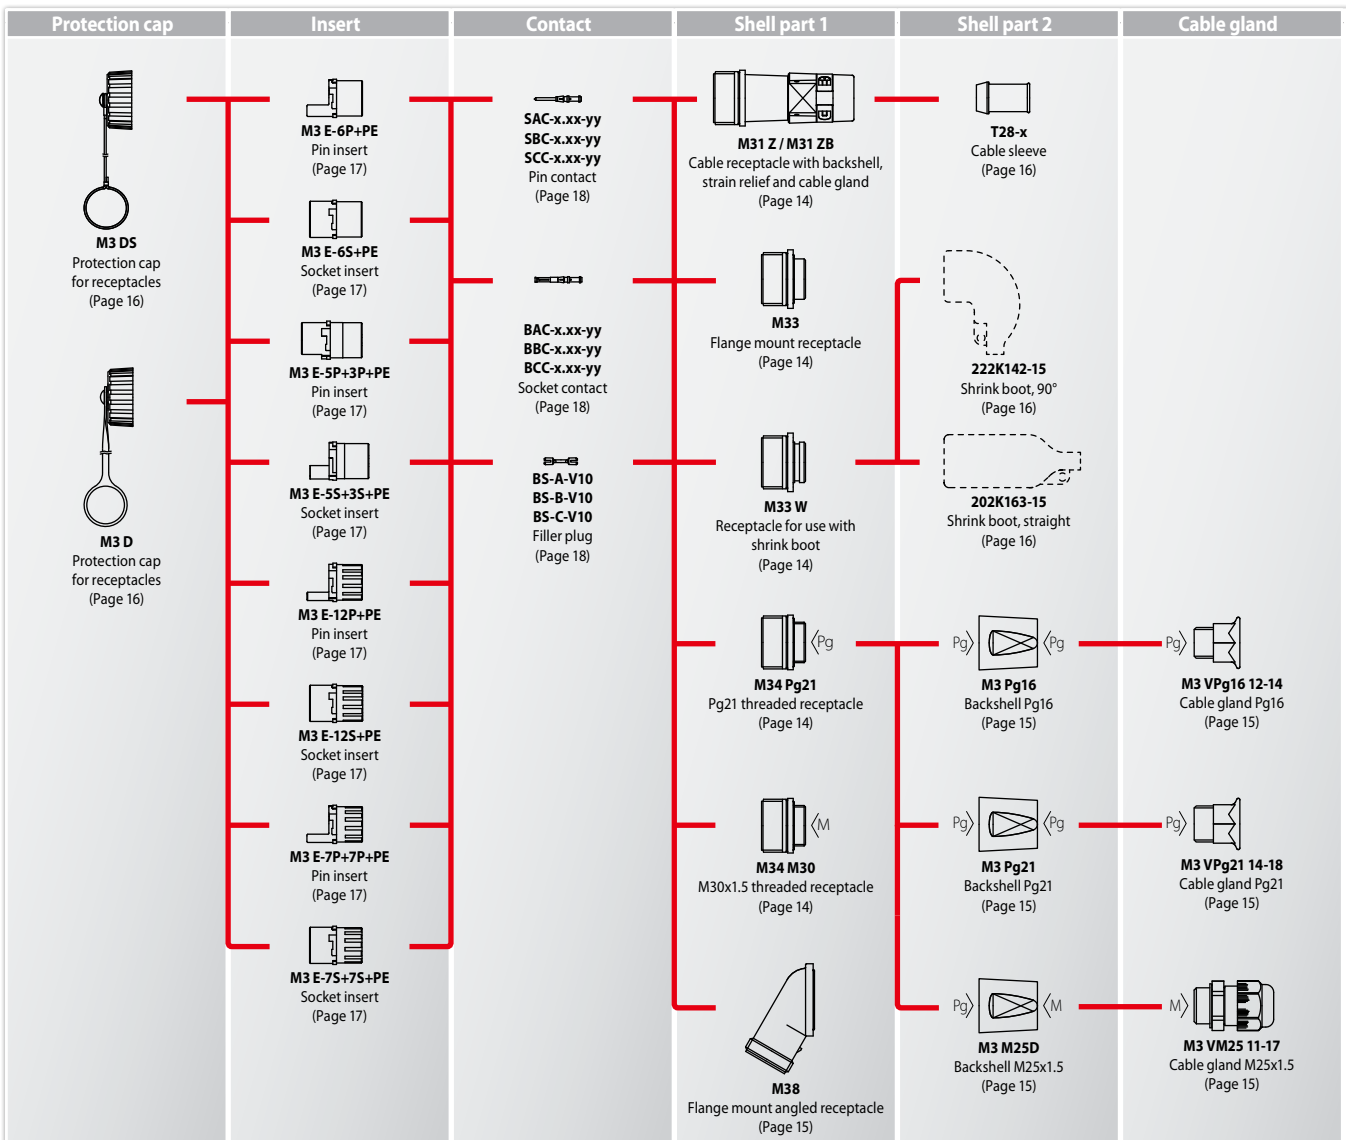 Protection cap
Insert
Contact
Shell part 1
Shell part 2
Cable gland
M3 DS
Protection cap
for receptacles
(Page 16)
M3 D
Protection cap
for receptacles
(Page 16)
M3 E-6P+PE
Pin insert
(Page 17)
M3 E-6S+PE
Socket insert
(Page 17)
M3 E-5P+3P+PE
Pin insert
(Page 17)
M3 E-5S+3S+PE
Socket insert
(Page 17)
M3 E-12P+PE
Pin insert
(Page 17)
M3 E-12S+PE
Socket insert
(Page 17)
M3 E-7P+7P+PE
Pin insert
(Page 17)
M3 E-7S+7S+PE
Socket insert
(Page 17)
SAC-x.xx-yy
SBC-x.xx-yy
SCC-x.xx-yy
Pin contact
(Page 18)
BAC-x.xx-yy
BBC-x.xx-yy
BCC-x.xx-yy
Socket contact
(Page 18)
BS-A-V10
BS-B-V10
BS-C-V10
Filler plug
(Page 18)
M31 Z / M31 ZB
Cable receptacle with backshell,
strain relief and cable gland
(Page 14)
M33
Flange mount receptacle
(Page 14)
M33 W
Receptacle for use with
shrink boot
(Page 14)
Pg
M34 Pg21
Pg21 threaded receptacle
(Page 14)
M
M34 M30
M30x1.5 threaded receptacle
(Page 14)
M38
Flange mount angled receptacle
(Page 15)
T28-x
Cable sleeve
(Page 16)
222K142-15
Shrink boot, 90°
(Page 16)
202K163-15
Shrink boot, straight
(Page 16)
Pg Pg
M3 Pg16
Backshell Pg16
(Page 15)
Pg Pg
M3 Pg21
Backshell Pg21
(Page 15)
Pg M
M3 M25D
Backshell M25x1.5
(Page 15)
Pg
M3 VPg16 12-14
Cable gland Pg16
(Page 15)
Pg
M3 VPg21 14-18
Cable gland Pg21
(Page 15)
M
M3 VM25 11-17
Cable gland M25x1.5
(Page 15)